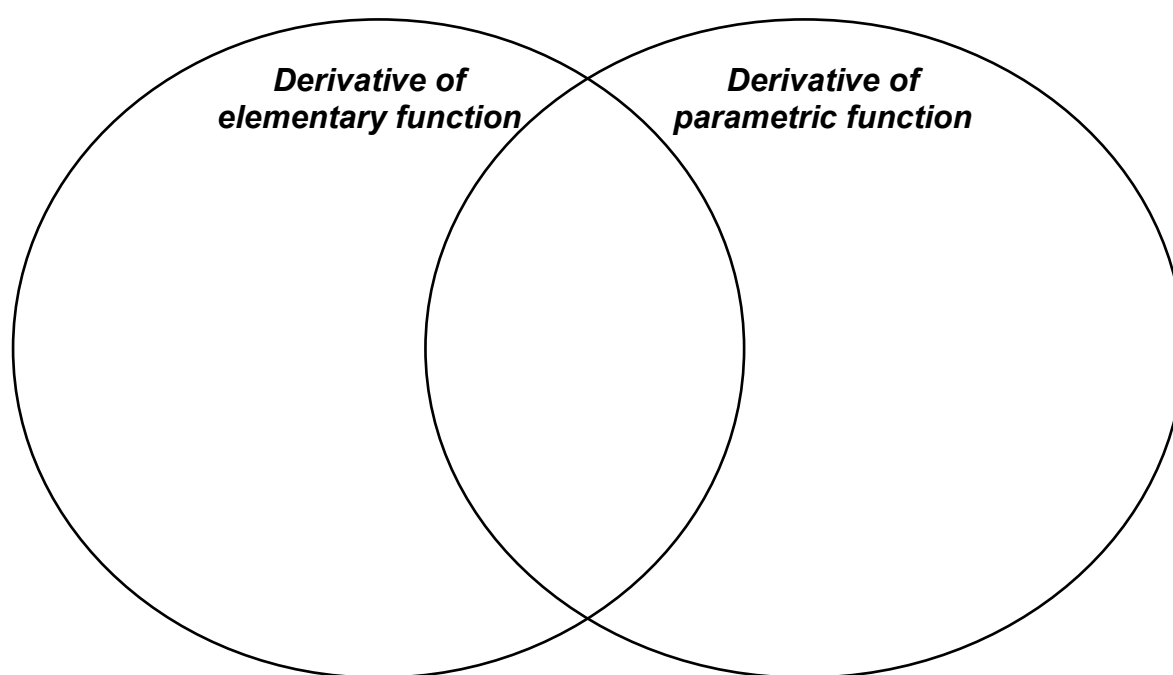 Derivative of
elementary function
Derivative of
parametric function